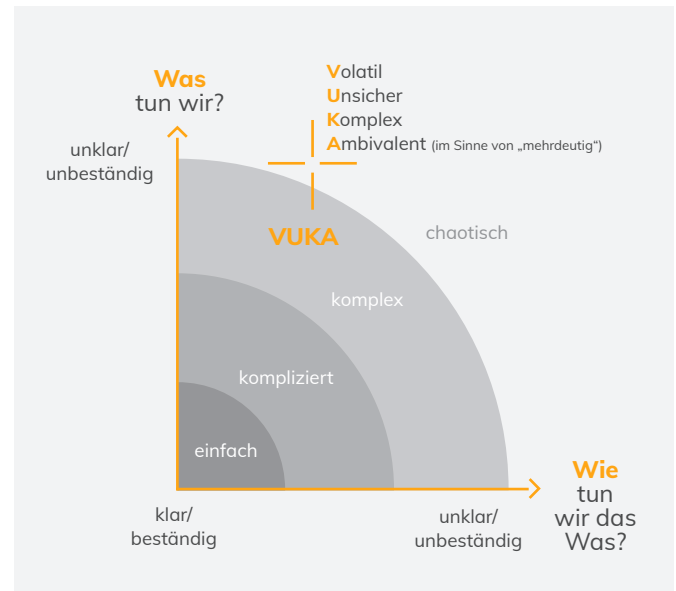 Was
tun wir?
Volatil
Unsicher
Komplex
Ambivalent (im Sinne von „mehrdeutig“)
unklar/
unbeständig
VUKA
chaotisch
komplex
kompliziert
einfach
Wie
tun
wir das
Was?
klar/
beständig
unklar/
unbeständig